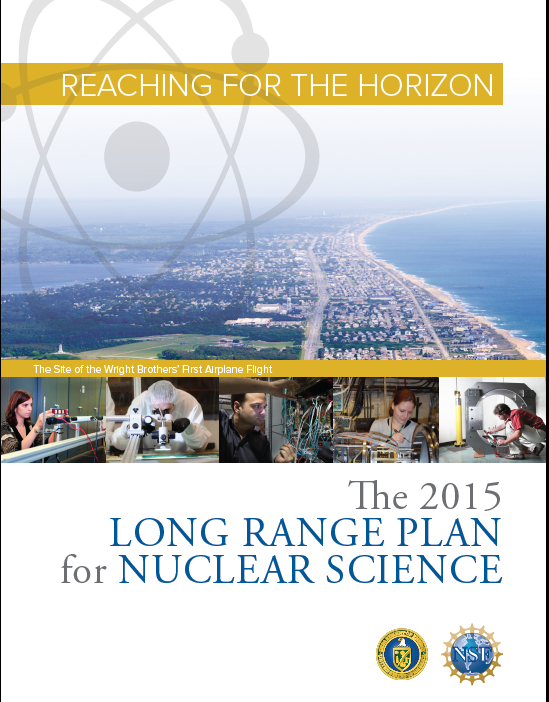 REACHING FOR THE HORIZON
The Site of the Wright Brothers' First Airplane Flight
The 2015
LONG RANGE PLAN
for NUCLEAR SCIENCE
NSF